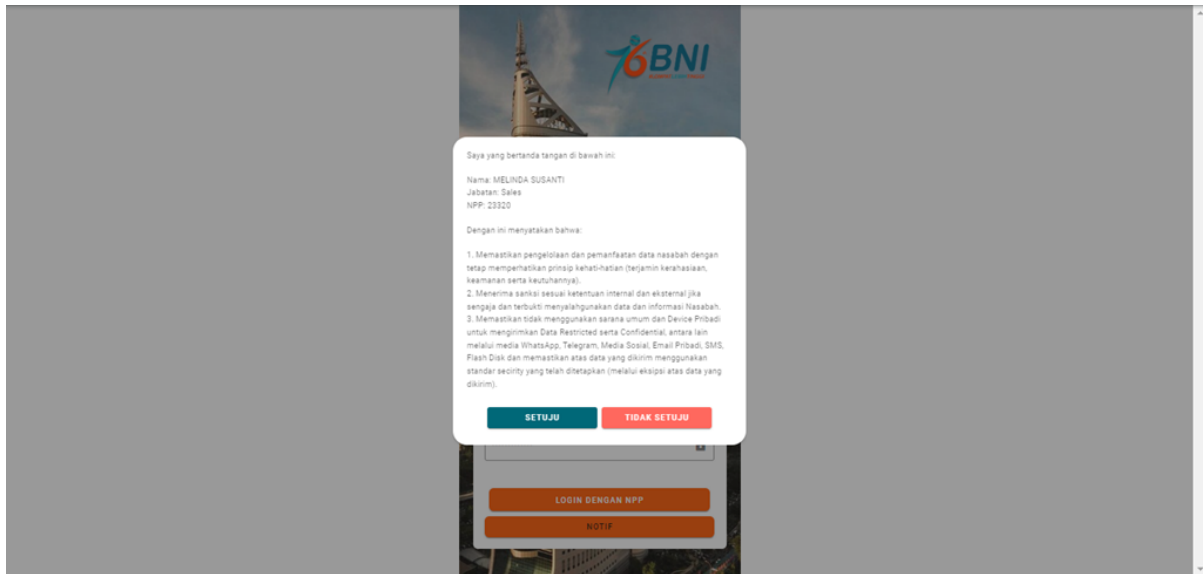 76 BNI
Saya yang bertanda tangan di bawah ini:
Nama: MELINDA SUSANTI
Jabatan: Sales
NPP: 23320
Dengan ini menyatakan bahwa:
1. Memastikan pengelolaan dan pemanfaatan data nasabah dengan
tetap memperhatikan prinsip kehati-hatian (terjamin kerahasiaan,
keamanan serta keutuhannya).
2. Menerima sanksi sesuai ketentuan internal dan eksternal jika
sengaja dan terbukti menyalahgunakan data dan informasi Nasabah.
3. Memastikan tidak menggunakan sarana umum dan Device Pribadi
untuk mengirimkan Data Restricted serta Confidential, antara lain
melalui media WhatsApp, Telegram, Media Sosial, Email Pribadi, SMS,
Flash Disk dan memastikan atas data yang dikirim menggunakan
standar secirity yang telah ditetapkan (melalui eksipsi atas data yang
dikirim).
SETUJU
TIDAK SETUJU
LOGIN DENGAN NPP
NOTIF